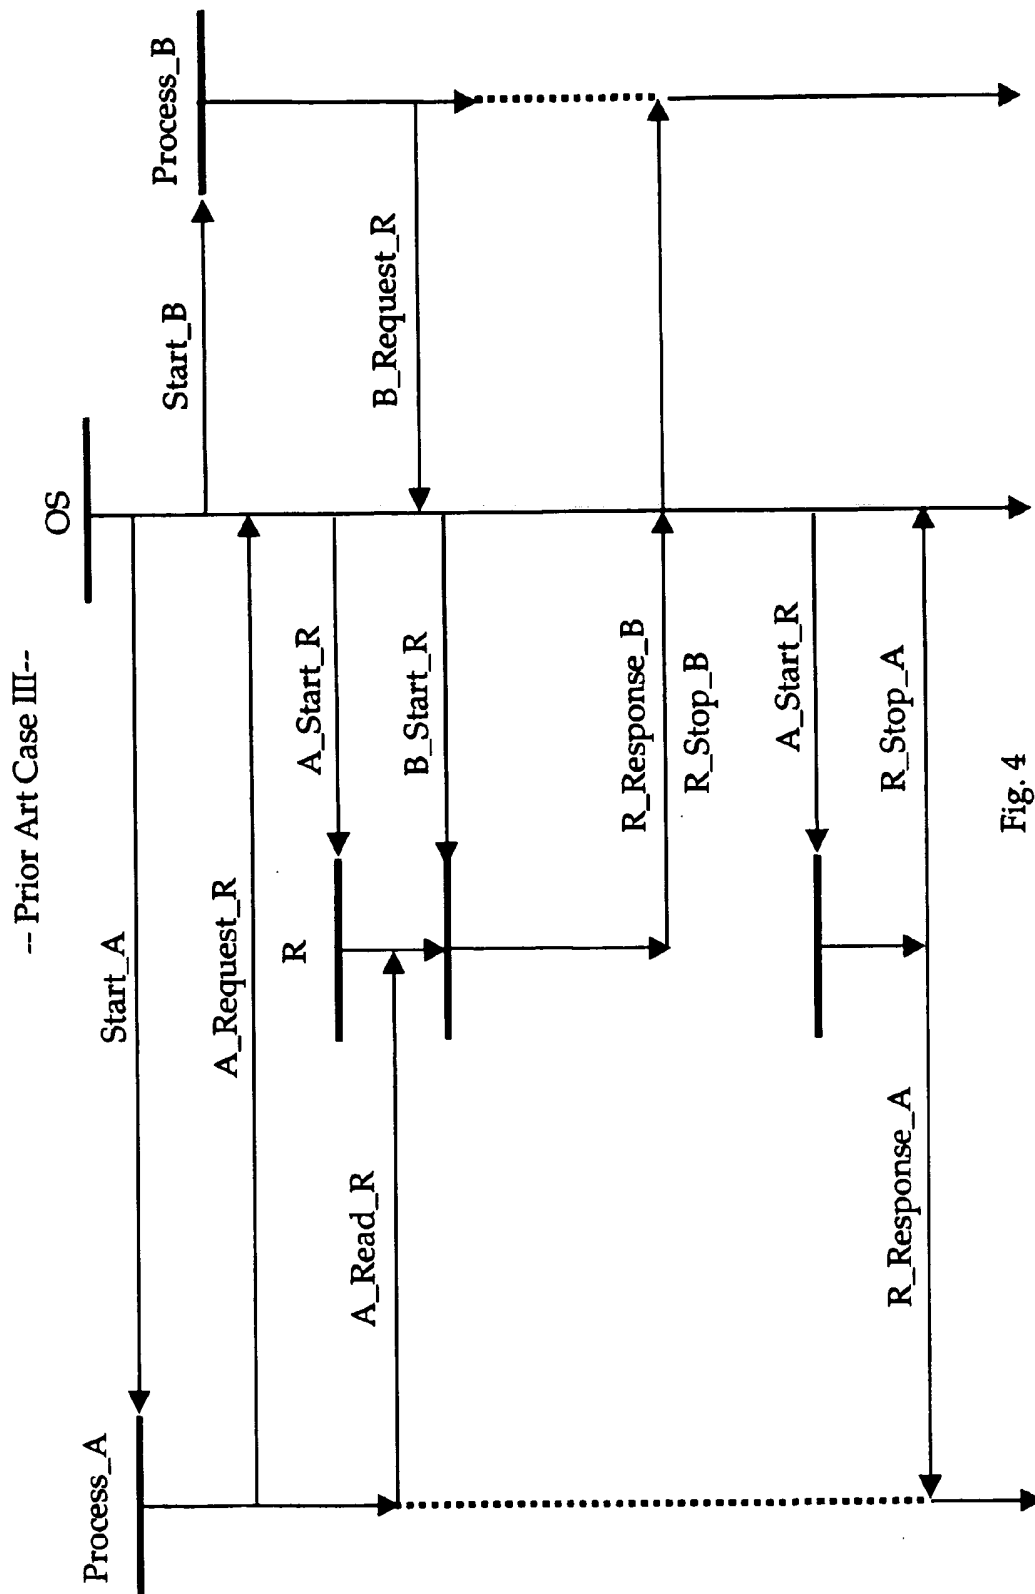 -- Prior Art Case III--
Process_A
OS
Process_B
Start_A
Start_B
A_Request_R
R
A_Start_R
A_Read_R
B_Request_R
B_Start_R
R_Response_B
R_Stop_B
A_Start_R
R_Response_A
R_Stop_A
Fig. 4